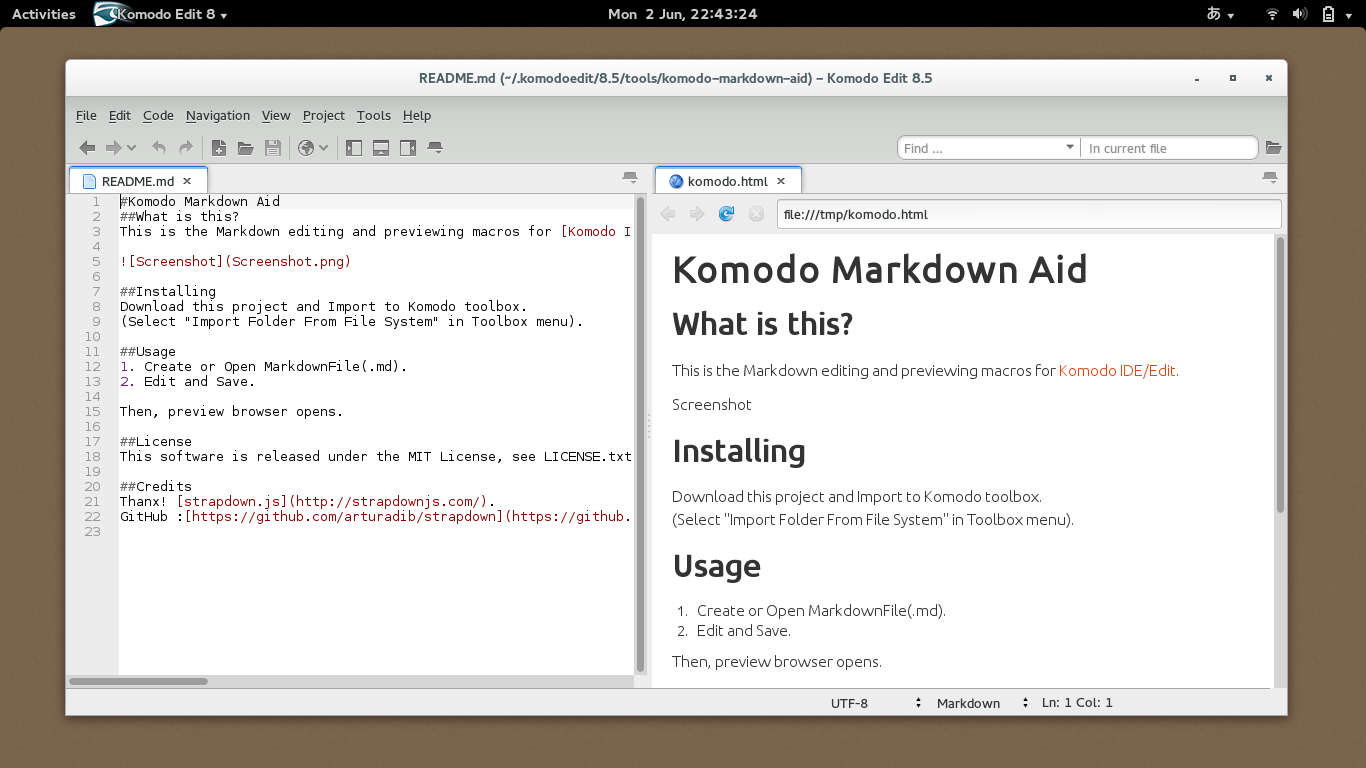 Activities Komodo Edit 8 Mon 2 Jun, 22:43:24 あ
README.md (~/.komodoedit/8.5/tools/komodo-markdown-aid) – Komodo Edit 8.5
File Edit Code Navigation View Project Tools Help
Find ... In current file
README.md
1 #Komodo Markdown Aid
2 ##What is this?
3 This is the Markdown editing and previewing macros for [Komodo I
4
5 ![Screenshot](Screenshot.png)
6
7 ##Installing
8 Download this project and Import to Komodo toolbox.
9 (Select "Import Folder From File System" in Toolbox menu).
10
11 ##Usage
12 1. Create or Open MarkdownFile(.md).
13 2. Edit and Save.
14
15 Then, preview browser opens.
16
17 ##License
18 This software is released under the MIT License, see LICENSE.txt
19
20 ##Credits
21 Thanx! [strapdown.js](http://strapdownjs.com/).
22 GitHub :[https://github.com/arturadib/strapdown](https://github.
23
komodo.html
file:///tmp/komodo.html
Komodo Markdown Aid
What is this?
This is the Markdown editing and previewing macros for Komodo IDE/Edit.
Screenshot
Installing
Download this project and Import to Komodo toolbox.
(Select "Import Folder From File System" in Toolbox menu).
Usage
1. Create or Open MarkdownFile(.md).
2. Edit and Save.
Then, preview browser opens.
UTF-8 Markdown Ln: 1 Col: 1